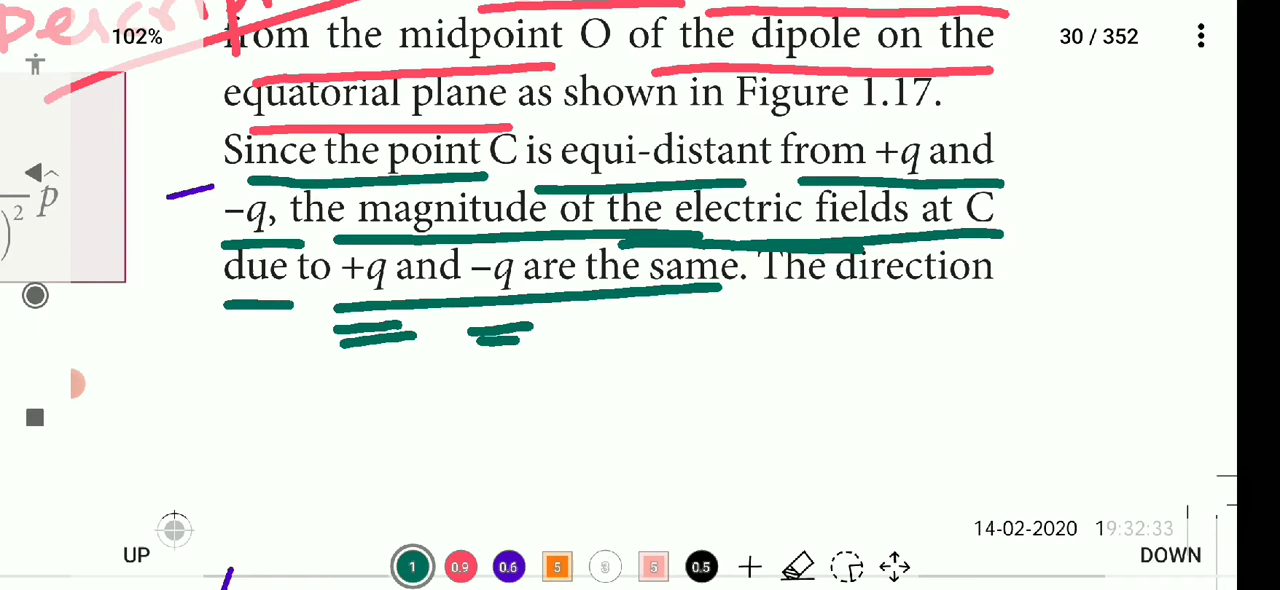 Descrip
102%
from the midpoint O of the dipole on the
30 / 352
equatorial plane as shown in Figure 1.17.
Since the point C is equi-distant from +q and
–q, the magnitude of the electric fields at C
due to +q and –q are the same. The direction
)² p̂
14-02-2020 19:32:33
UP
DOWN
1 0.9 0.6 5 3 5 0.5